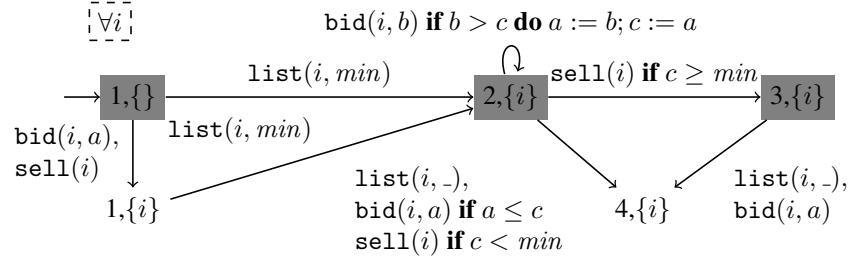 ∀i
bid(i, b) if b > c do a := b; c := a
1,{}
list(i, min)
2,{i}
sell(i) if c ≥ min
3,{i}
bid(i, a),
sell(i)
list(i, min)
1,{i}
list(i, _),
bid(i, a) if a ≤ c
sell(i) if c < min
4,{i}
list(i, _),
bid(i, a)